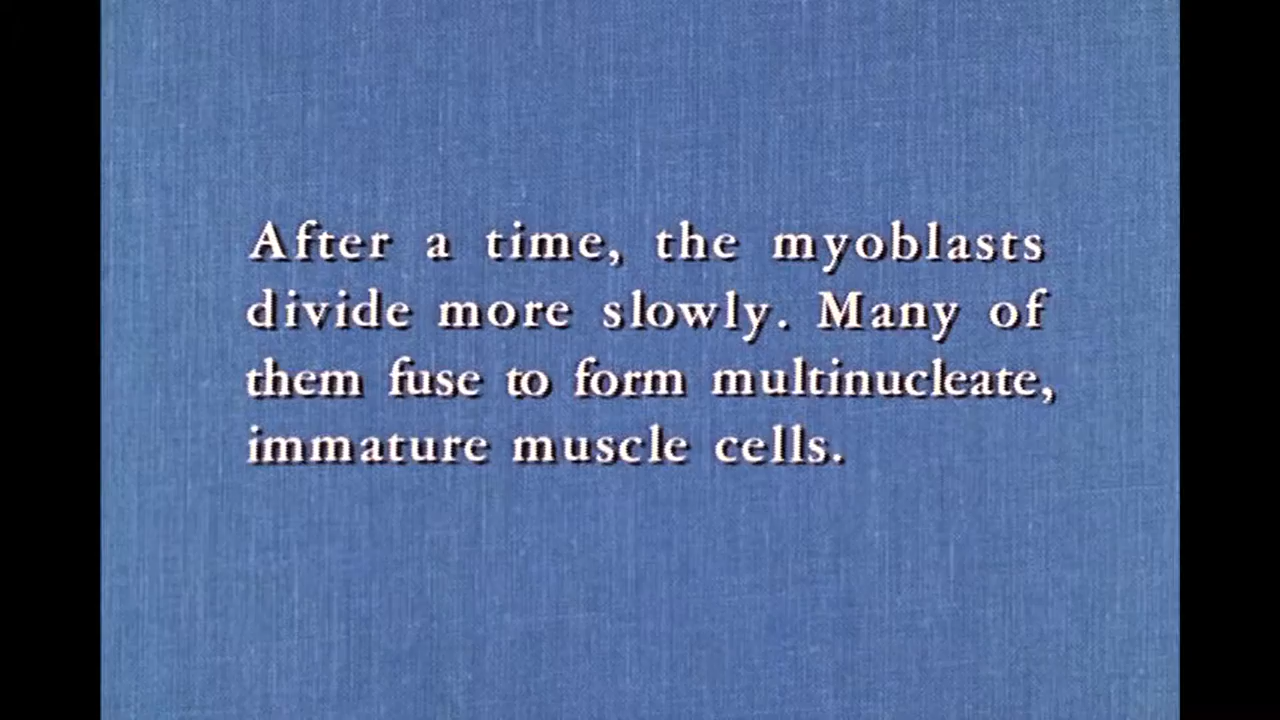 After a time, the myoblasts
divide more slowly. Many of
them fuse to form multinucleate,
immature muscle cells.